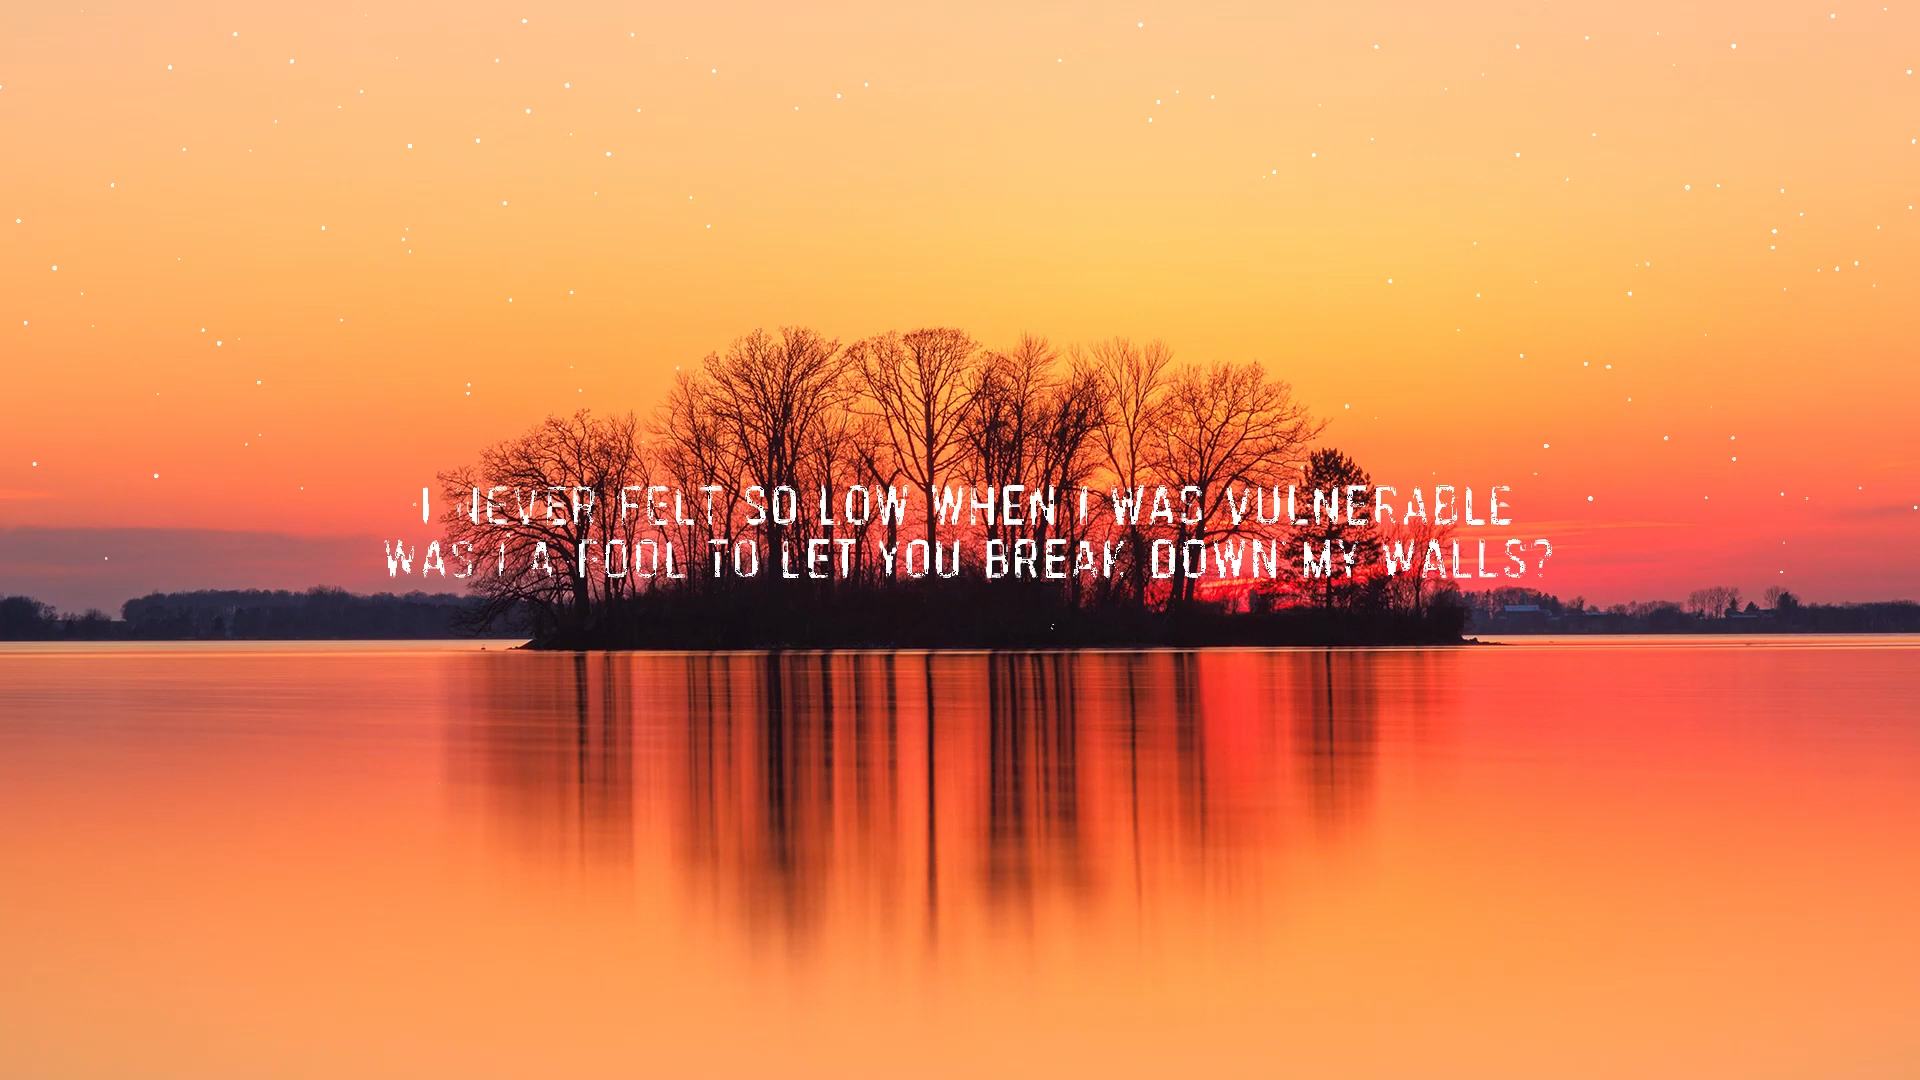 I NEVER FELT SO LOW WHEN I WAS VULNERABLE
WAS I A FOOL TO LET YOU BREAK DOWN MY WALLS?